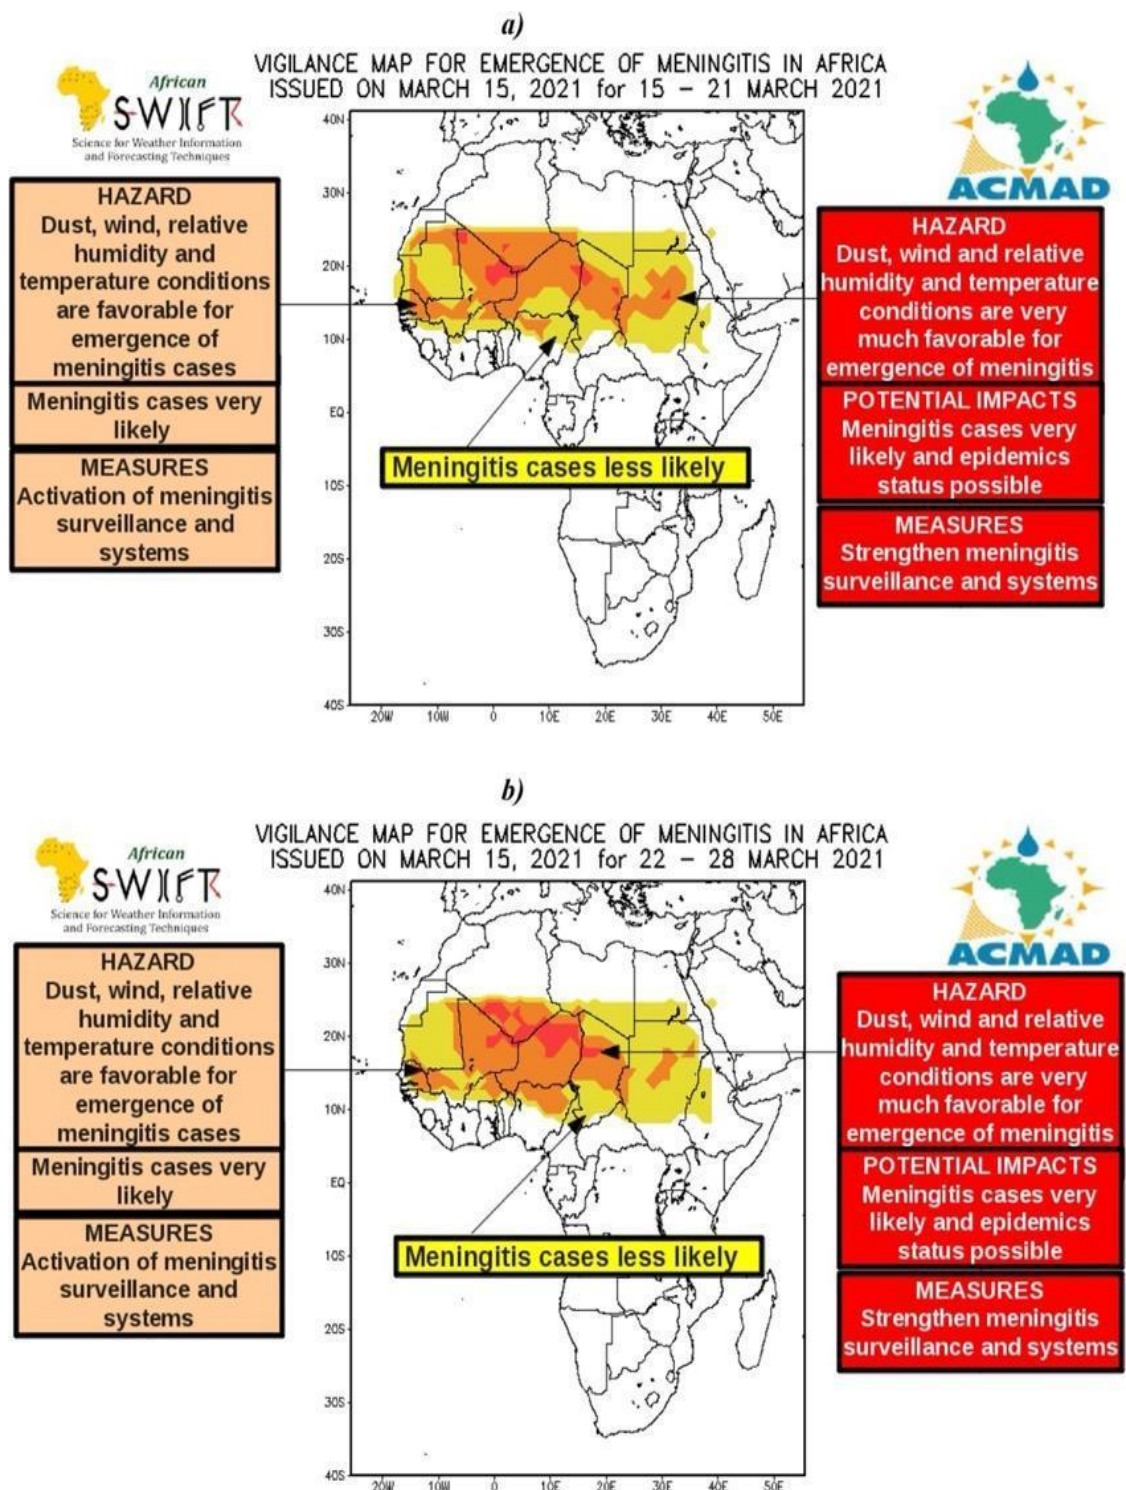 a)
VIGILANCE MAP FOR EMERGENCE OF MENINGITIS IN AFRICA
ISSUED ON MARCH 15, 2021 for 15 – 21 MARCH 2021
African
SWIFT
Science for Weather Information
and Forecasting Techniques
ACMAD
HAZARD
Dust, wind, relative
humidity and
temperature conditions
are favorable for
emergence of
meningitis cases
Meningitis cases very
likely
MEASURES
Activation of meningitis
surveillance and
systems
40N
30N
20N
10N
EQ
10S
20S
30S
40S
20W 10W 0 10E 20E 30E 40E 50E
Meningitis cases less likely
HAZARD
Dust, wind and relative
humidity and temperature
conditions are very
much favorable for
emergence of meningitis
POTENTIAL IMPACTS
Meningitis cases very
likely and epidemics
status possible
MEASURES
Strengthen meningitis
surveillance and systems
b)
VIGILANCE MAP FOR EMERGENCE OF MENINGITIS IN AFRICA
ISSUED ON MARCH 15, 2021 for 22 – 28 MARCH 2021
African
SWIFT
Science for Weather Information
and Forecasting Techniques
ACMAD
HAZARD
Dust, wind, relative
humidity and
temperature conditions
are favorable for
emergence of
meningitis cases
Meningitis cases very
likely
MEASURES
Activation of meningitis
surveillance and
systems
40N
30N
20N
10N
EQ
10S
20S
30S
40S
20W 10W 0 10E 20E 30E 40E 50E
Meningitis cases less likely
HAZARD
Dust, wind and relative
humidity and temperature
conditions are very
much favorable for
emergence of meningitis
POTENTIAL IMPACTS
Meningitis cases very
likely and epidemics
status possible
MEASURES
Strengthen meningitis
surveillance and systems